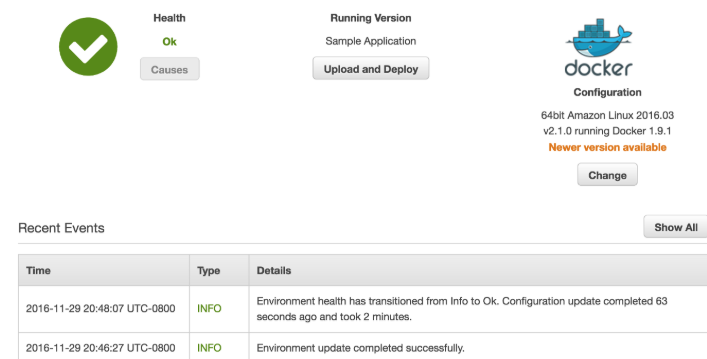 Health
Ok
Causes
Running Version
Sample Application
Upload and Deploy
docker
Configuration
64bit Amazon Linux 2016.03
v2.1.0 running Docker 1.9.1
Newer version available
Change
Recent Events
Show All
Time Type Details
2016-11-29 20:48:07 UTC-0800 INFO Environment health has transitioned from Info to Ok. Configuration update completed 63
seconds ago and took 2 minutes.
2016-11-29 20:46:27 UTC-0800 INFO Environment update completed successfully.